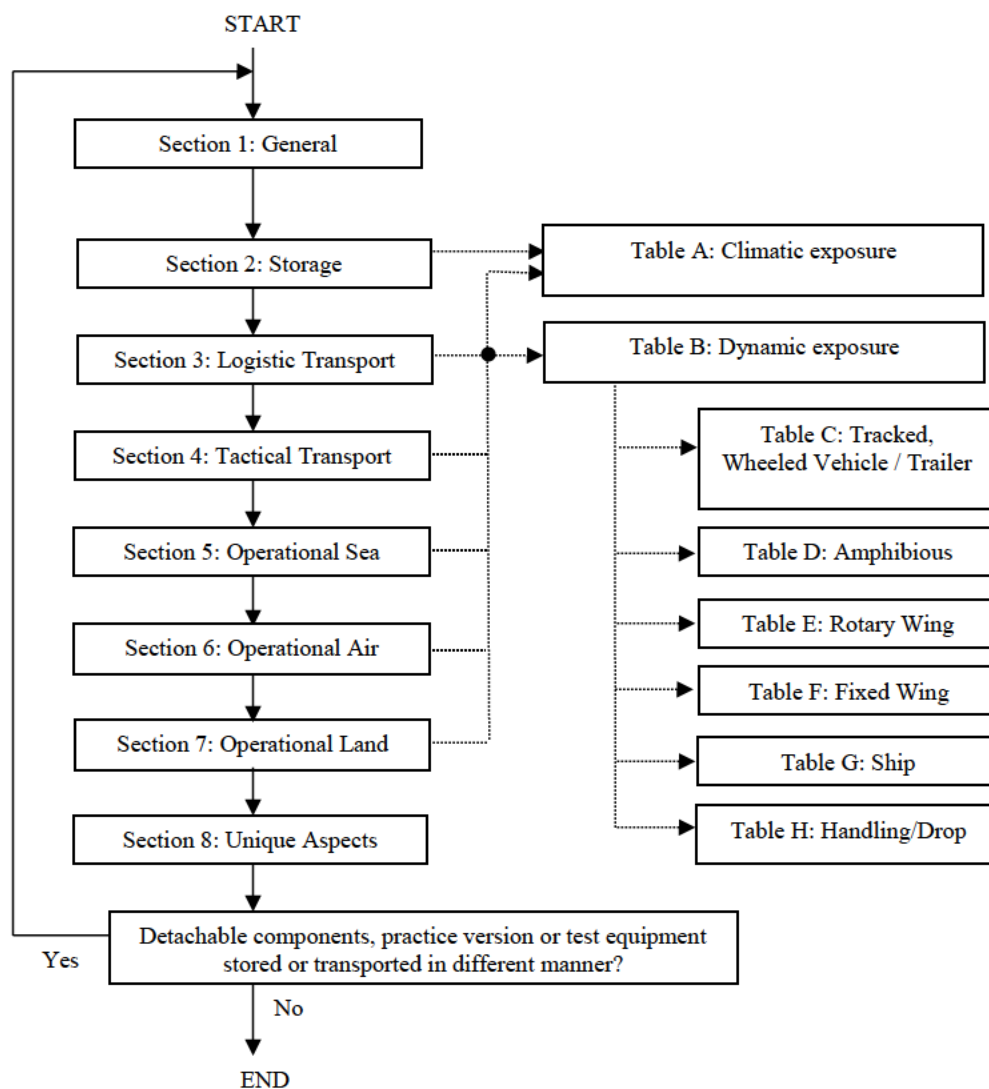 START
Section 1: General
Section 2: Storage
Table A: Climatic exposure
Section 3: Logistic Transport
Table B: Dynamic exposure
Section 4: Tactical Transport
Table C: Tracked,
Wheeled Vehicle / Trailer
Section 5: Operational Sea
Table D: Amphibious
Section 6: Operational Air
Table E: Rotary Wing
Table F: Fixed Wing
Section 7: Operational Land
Table G: Ship
Section 8: Unique Aspects
Table H: Handling/Drop
Detachable components, practice version or test equipment
stored or transported in different manner?
Yes
No
END